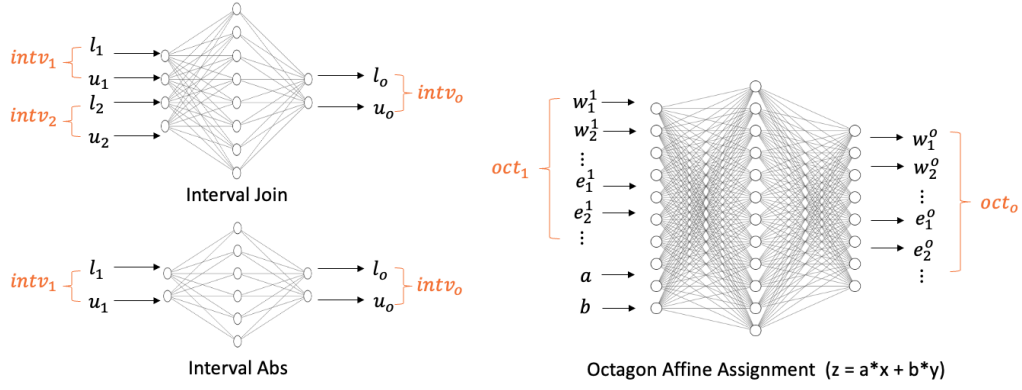 intv₁
l₁
u₁
intv₂
l₂
u₂
lₒ
uₒ
intvₒ
Interval Join
intv₁
l₁
u₁
lₒ
uₒ
intvₒ
Interval Abs
oct₁
w₁¹
w₂¹
⋮
e₁¹
e₂¹
⋮
a
b
w₁ᵒ
w₂ᵒ
⋮
e₁ᵒ
e₂ᵒ
⋮
octₒ
Octagon Affine Assignment (z = a*x + b*y)